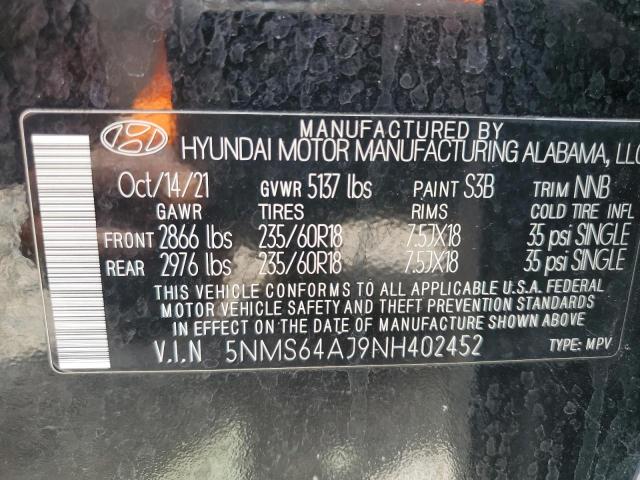 MANUFACTURED BY
HYUNDAI MOTOR MANUFACTURING ALABAMA, LLC
Oct/14/21 GVWR 5137 lbs PAINT S3B TRIM NNB
GAWR TIRES RIMS COLD TIRE INFL
FRONT 2866 lbs 235/60R18 7.5JX18 35 psi SINGLE
REAR 2976 lbs 235/60R18 7.5JX18 35 psi SINGLE
THIS VEHICLE CONFORMS TO ALL APPLICABLE U.S.A. FEDERAL
MOTOR VEHICLE SAFETY AND THEFT PREVENTION STANDARDS
IN EFFECT ON THE DATE OF MANUFACTURE SHOWN ABOVE.
V.I.N 5NMS64AJ9NH402452 TYPE: MPV